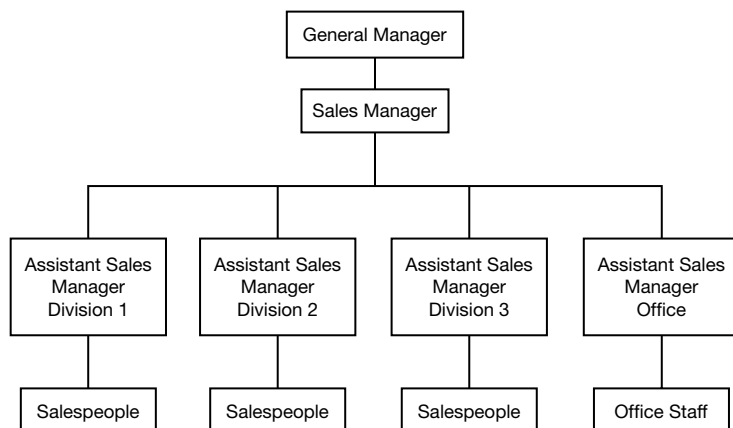 General Manager
Sales Manager
Assistant Sales
Manager
Division 1
Assistant Sales
Manager
Division 2
Assistant Sales
Manager
Division 3
Assistant Sales
Manager
Office
Salespeople
Salespeople
Salespeople
Office Staff